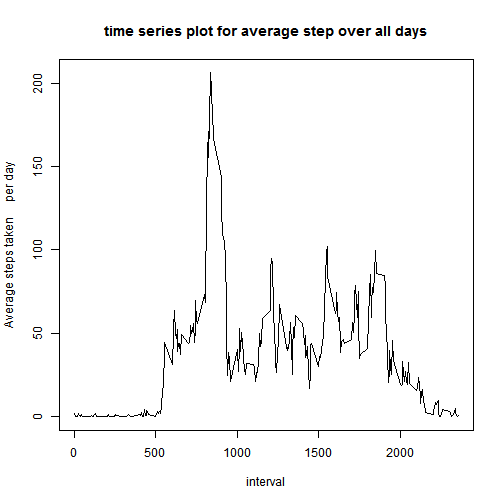 time series plot for average step over all days
Average steps taken per day
200
150
100
50
0
0 500 1000 1500 2000
interval